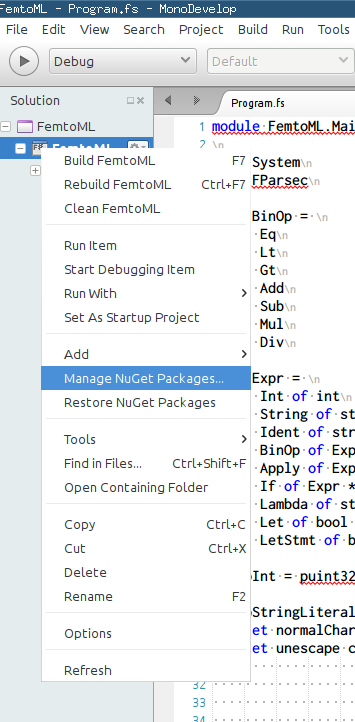 FemtoML - Program.fs - MonoDevelop
File Edit View Search Project Build Run Tools
Debug Default
Solution
Program.fs
FemtoML
FemtoML
Build FemtoML F7
Rebuild FemtoML Ctrl+F7
Clean FemtoML
Run Item
Start Debugging Item
Run With
Set As Startup Project
Add
Manage NuGet Packages...
Restore NuGet Packages
Tools
Find in Files... Ctrl+Shift+F
Open Containing Folder
Copy Ctrl+C
Cut Ctrl+X
Delete
Rename F2
Options
Refresh
1 module FemtoML.Mai
2 \n
System\n
FParsec\n
BinOp = \n
Eq\n
Lt\n
Gt\n
Add\n
Sub\n
Mul\n
Div\n
Expr = \n
Int of int\n
String of st
Ident of str
BinOp of Exp
Apply of Exp
If of Expr *
Lambda of st
Let of bool
LetStmt of b
oInt = puint32
oStringLiteral
et normalChar
et unescape c
32
33
34